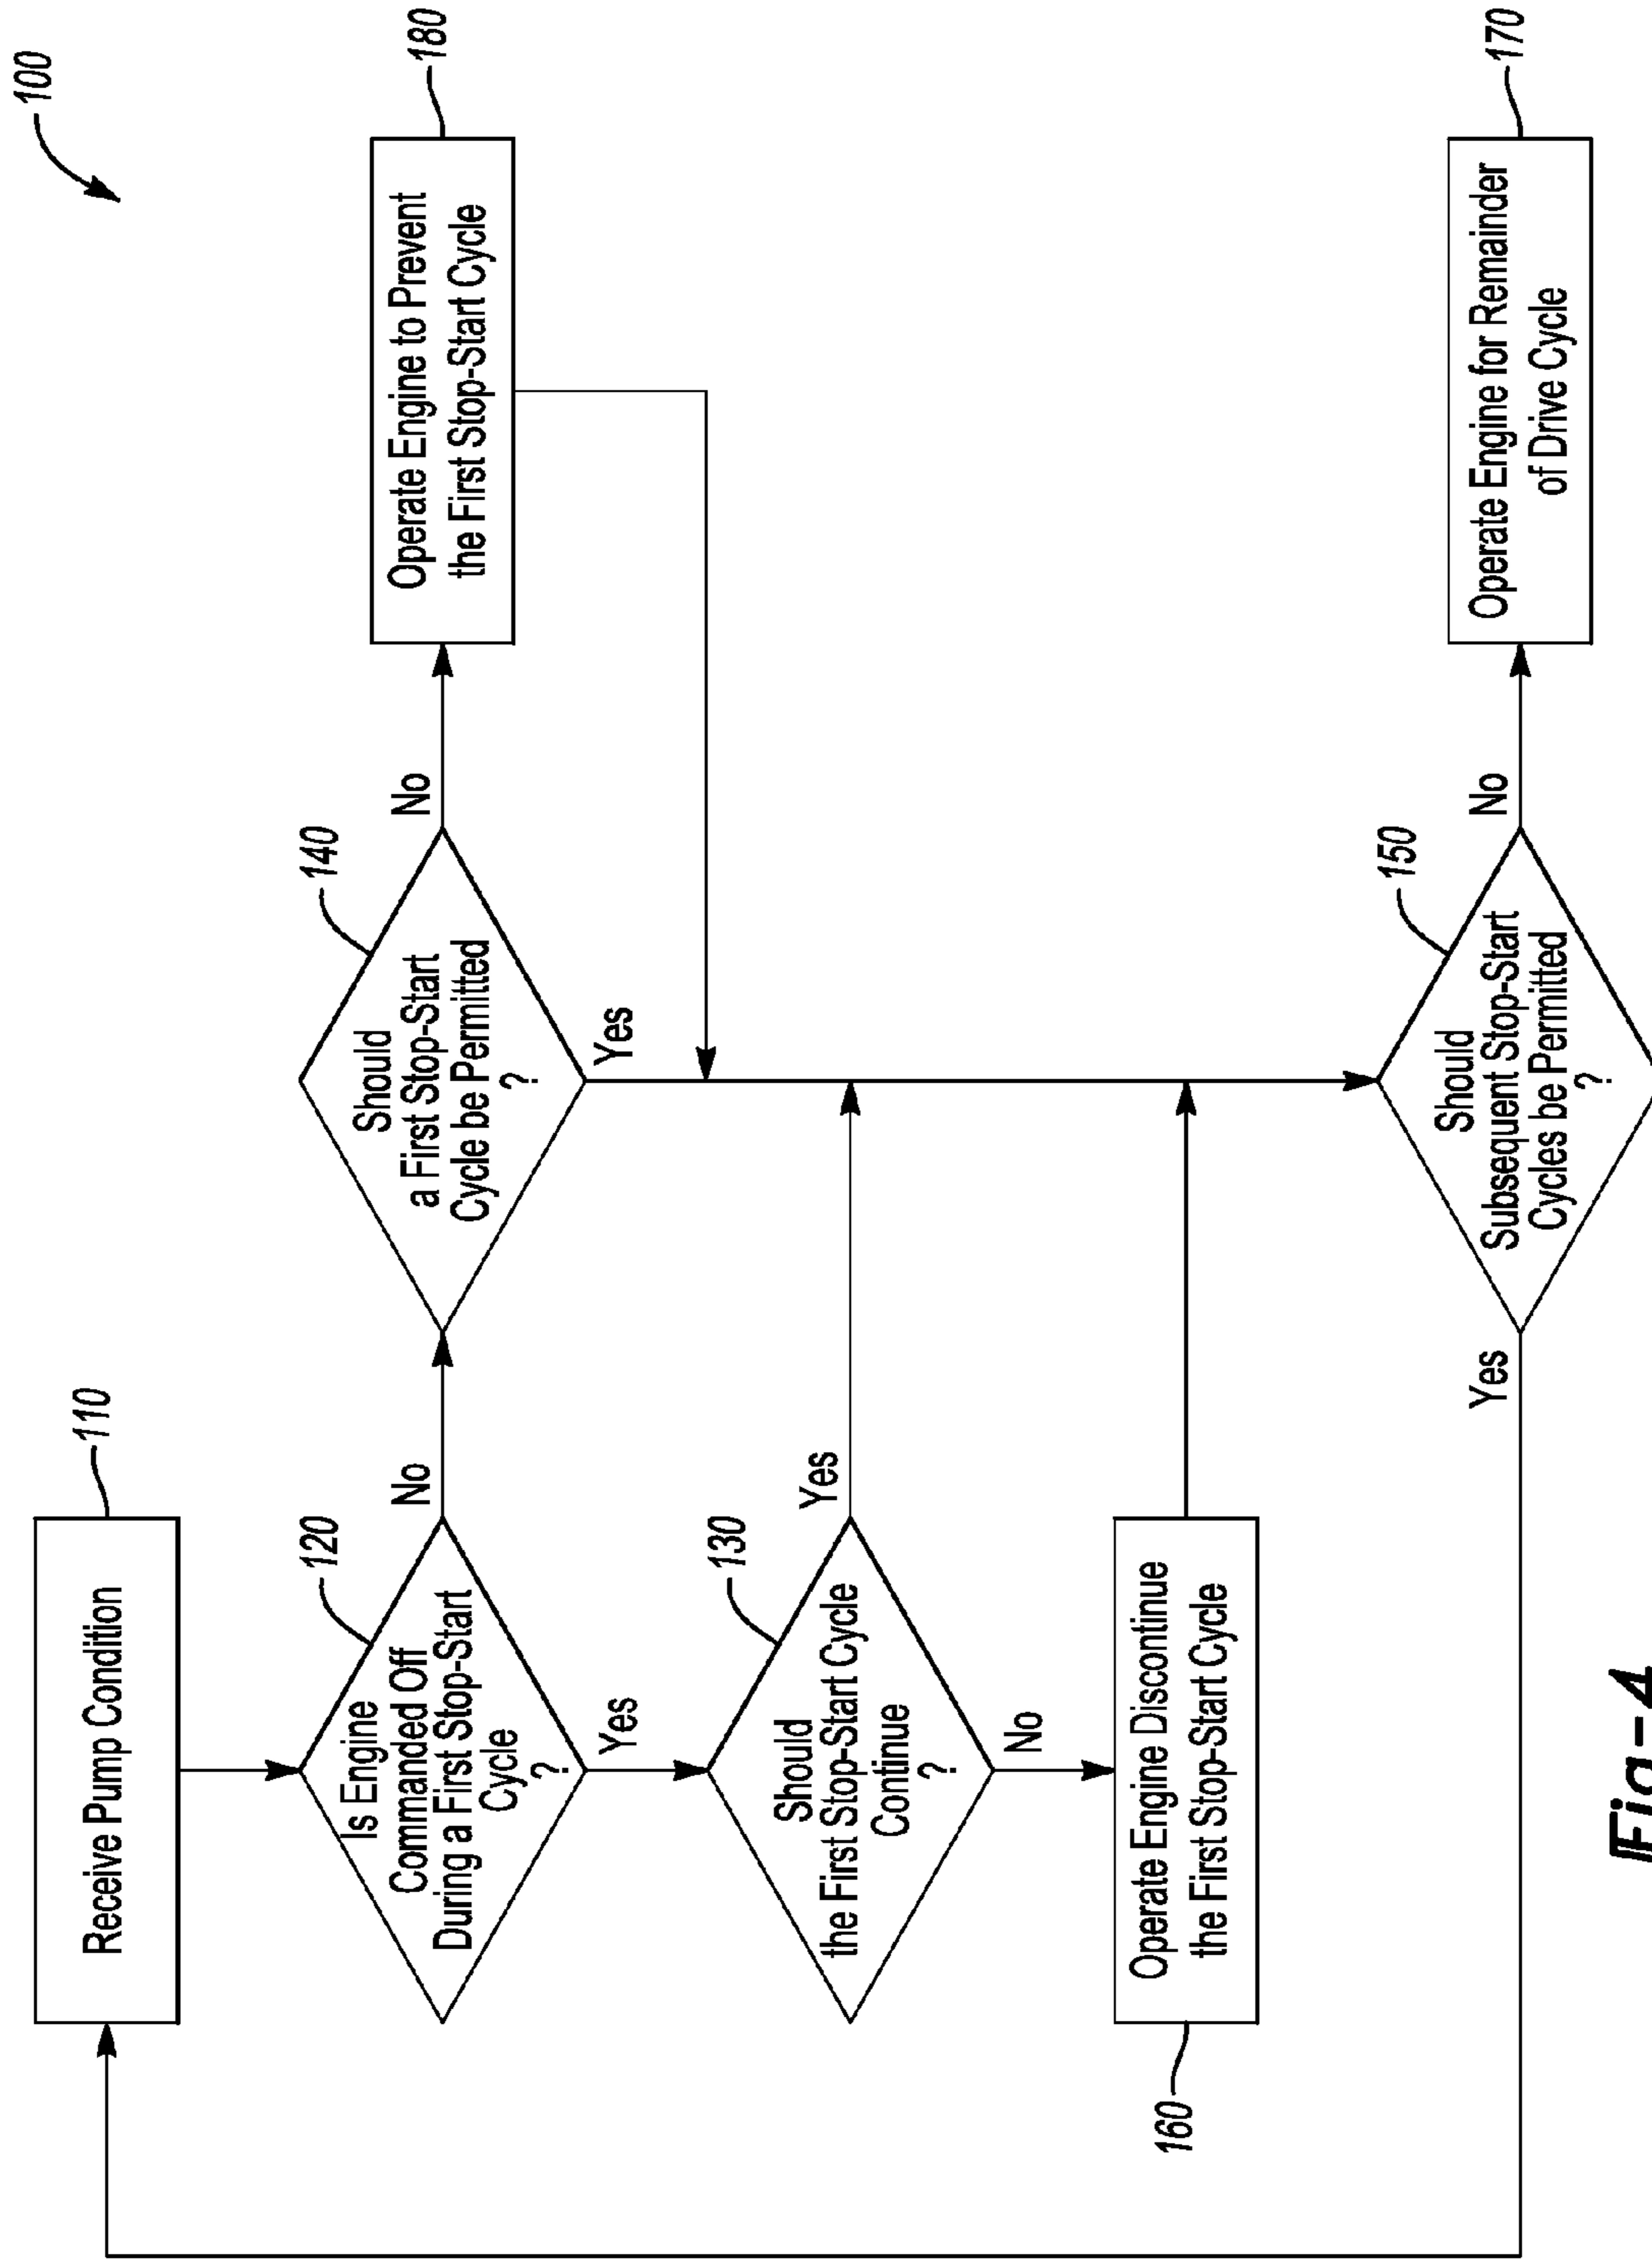 100
110
Receive Pump Condition
120
Is Engine
Commanded Off
During a First Stop-Start
Cycle
?
No
Yes
140
Should
a First Stop-Start
Cycle be Permitted
?
No
Yes
180
Operate Engine to Prevent
the First Stop-Start Cycle
130
Should
the First Stop-Start Cycle
Continue
?
Yes
No
160
Operate Engine Discontinue
the First Stop-Start Cycle
150
Should
Subsequent Stop-Start
Cycles be Permitted
?
Yes
No
170
Operate Engine for Remainder
of Drive Cycle
Fig-4